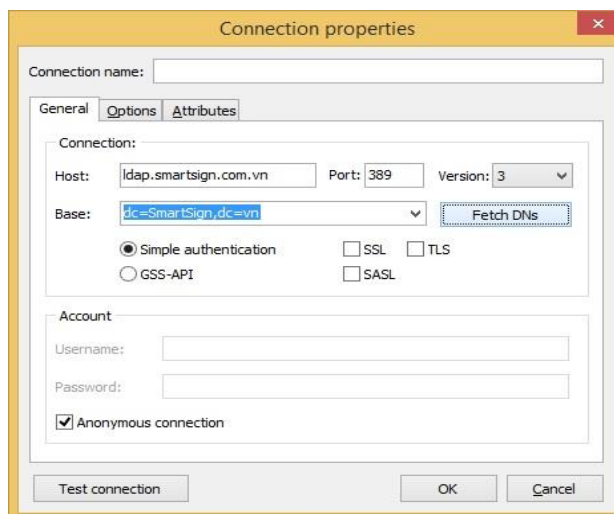 Connection properties
Connection name:
General Options Attributes
Connection:
Host: ldap.smartsign.com.vn Port: 389 Version: 3
Base: dc=SmartSign,dc=vn Fetch DNs
Simple authentication SSL TLS
GSS-API SASL
Account
Username:
Password:
Anonymous connection
Test connection OK Cancel